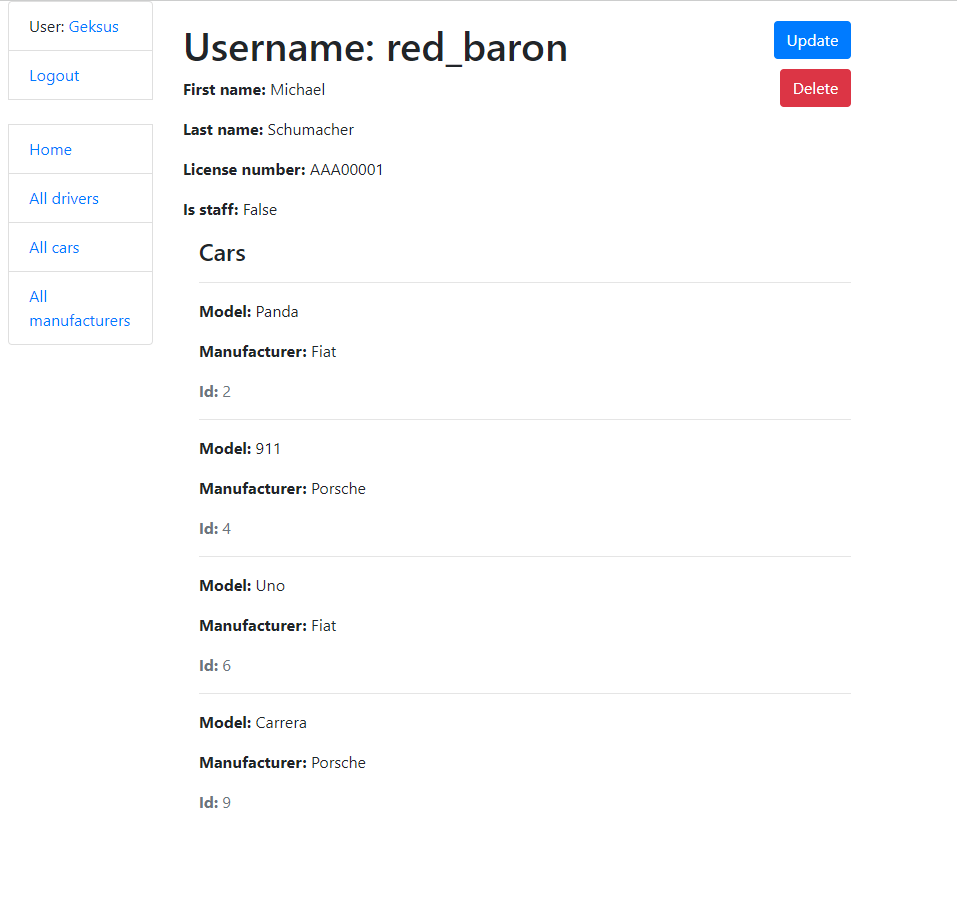 User: Geksus
Logout
Home
All drivers
All cars
All
manufacturers
Username: red_baron
Update
Delete
First name: Michael
Last name: Schumacher
License number: AAA00001
Is staff: False
Cars
Model: Panda
Manufacturer: Fiat
Id: 2
Model: 911
Manufacturer: Porsche
Id: 4
Model: Uno
Manufacturer: Fiat
Id: 6
Model: Carrera
Manufacturer: Porsche
Id: 9